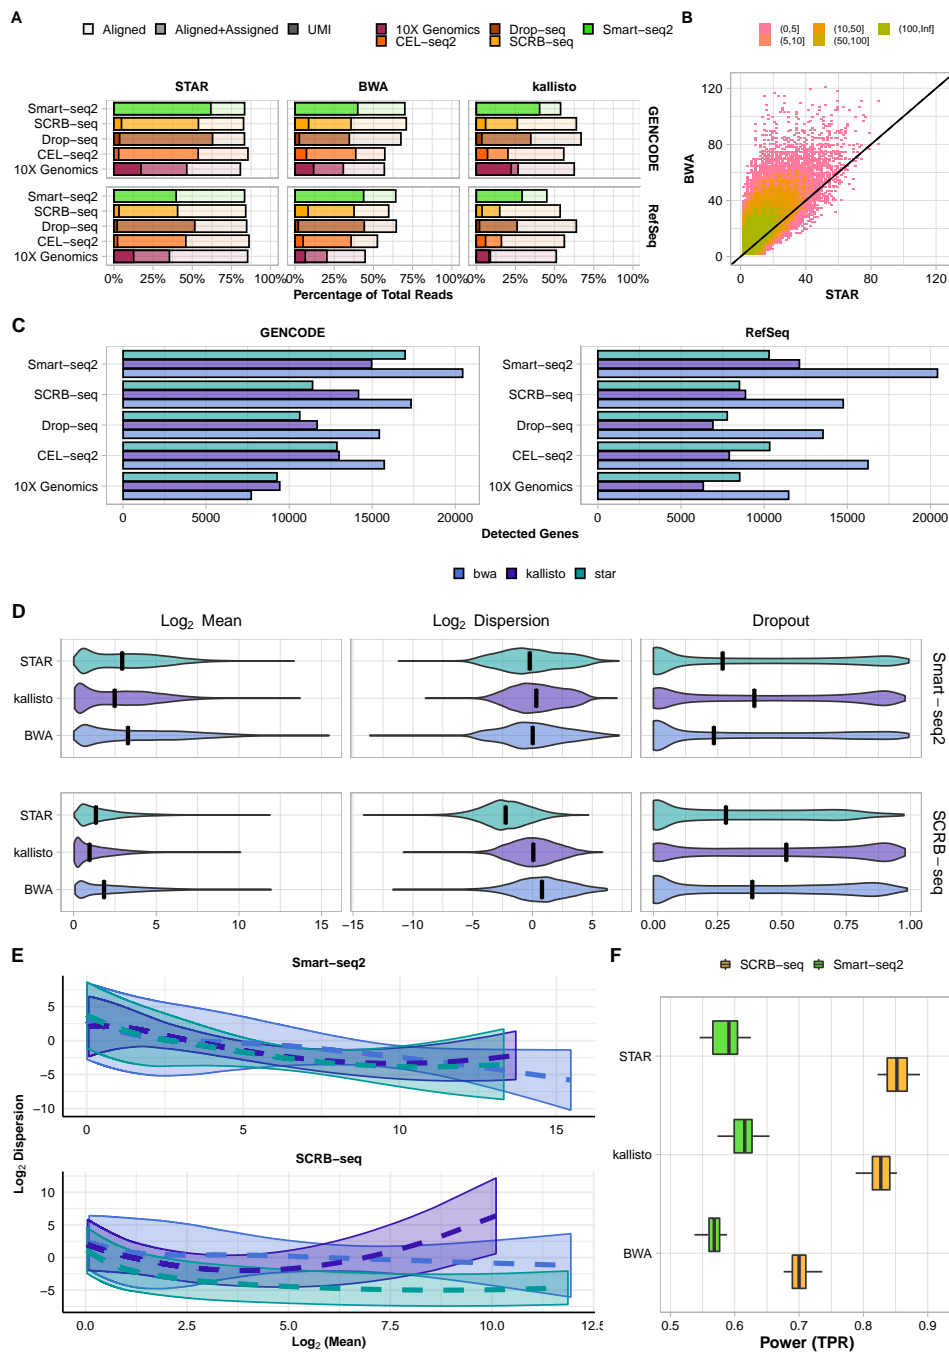 A
Aligned Aligned+Assigned UMI
10X Genomics Drop−seq Smart−seq2
CEL−seq2 SCRB−seq
STAR BWA kallisto
Smart−seq2
SCRB−seq
Drop−seq
CEL−seq2
10X Genomics
GENCODE
Smart−seq2
SCRB−seq
Drop−seq
CEL−seq2
10X Genomics
RefSeq
0% 25% 50% 75% 100% 0% 25% 50% 75% 100% 0% 25% 50% 75% 100%
Percentage of Total Reads
B
(0,5] (10,50] (100,Inf]
(5,10] (50,100]
120
80
40
0
BWA
0 40 80 120
STAR
C
GENCODE RefSeq
Smart−seq2 Smart−seq2
SCRB−seq SCRB−seq
Drop−seq Drop−seq
CEL−seq2 CEL−seq2
10X Genomics 10X Genomics
0 5000 10000 15000 20000 0 5000 10000 15000 20000
Detected Genes
bwa kallisto star
D
Log2 Mean Log2 Dispersion Dropout
STAR
kallisto
BWA
Smart−seq2
STAR
kallisto
BWA
SCRB−seq
0 5 10 15 −15 −10 −5 0 5 0.00 0.25 0.50 0.75 1.00
E
Smart−seq2
5
0
−5
−10
0 5 10 15
Log2 Dispersion
SCRB−seq
10
5
0
−5
0.0 2.5 5.0 7.5 10.0 12.5
Log2 (Mean)
F
SCRB−seq Smart−seq2
STAR
kallisto
BWA
0.5 0.6 0.7 0.8 0.9
Power (TPR)